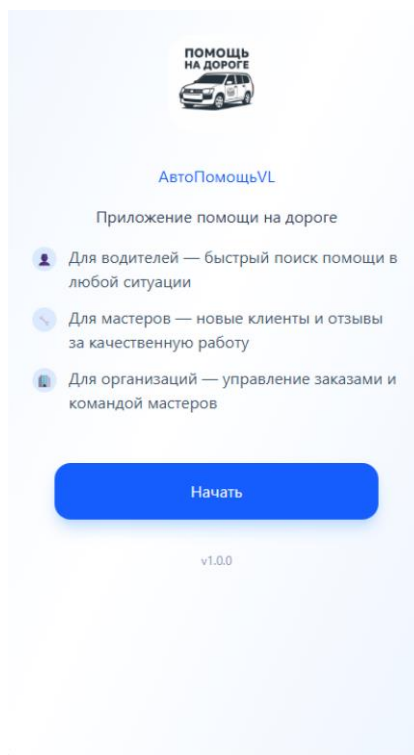 ПОМОЩЬ
НА ДОРОГЕ
АвтоПомощьVL
Приложение помощи на дороге
Для водителей — быстрый поиск помощи в
любой ситуации
Для мастеров — новые клиенты и отзывы
за качественную работу
Для организаций — управление заказами и
командой мастеров
Начать
v1.0.0